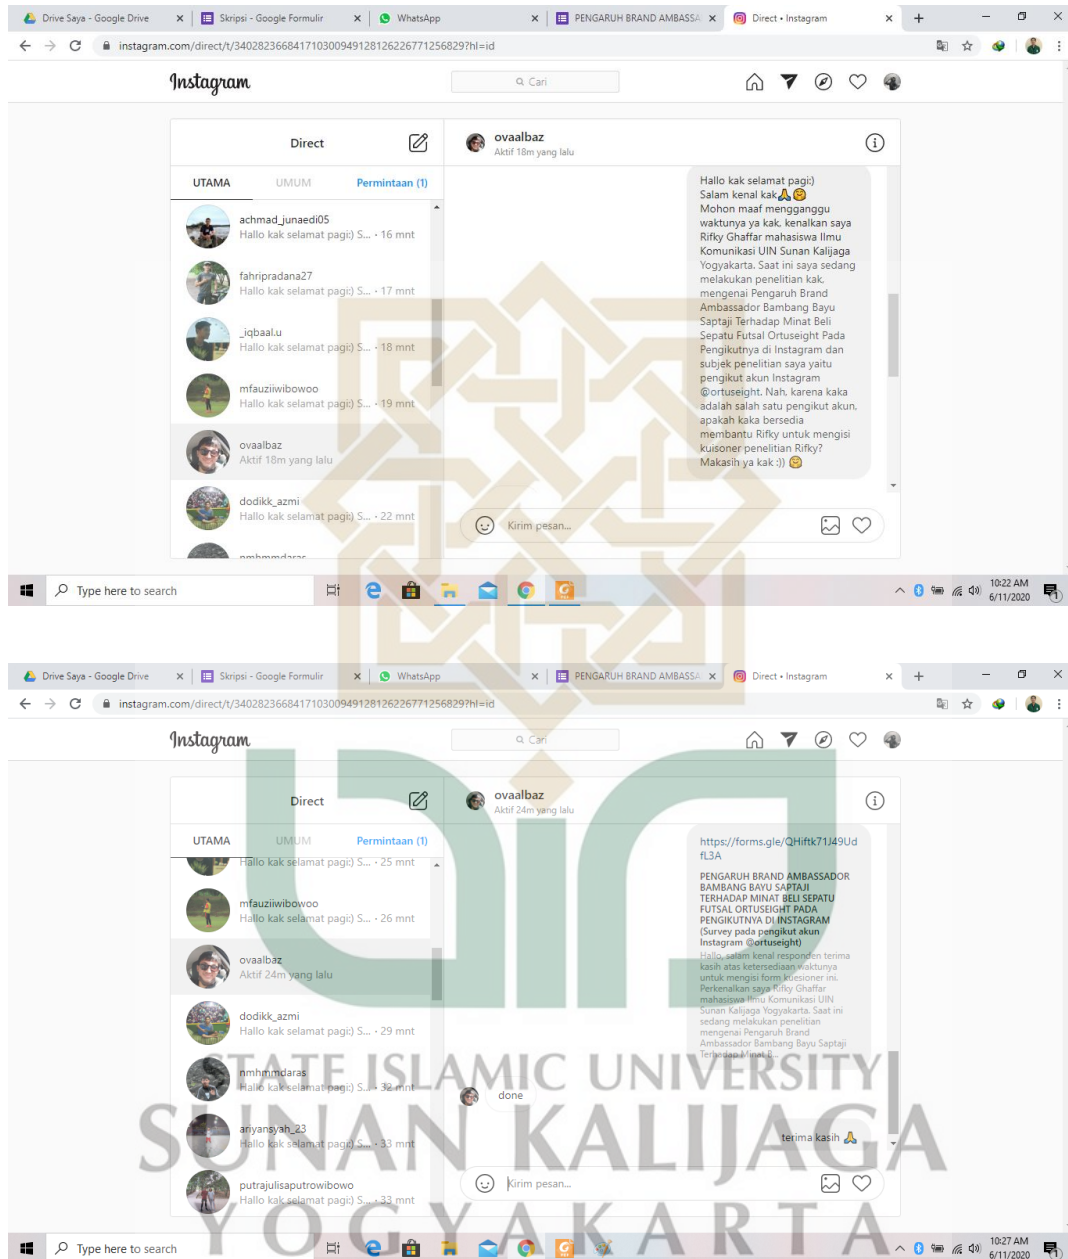 Drive Saya - Google Drive
Skripsi - Google Formulir
WhatsApp
PENGARUH BRAND AMBASSA
Direct • Instagram
instagram.com/direct/t/340282366841710300949128126226771256829?hl=id
Instagram
Cari
Direct
ovaalbaz
Aktif 18m yang lalu
UTAMA
UMUM
Permintaan (1)
achmad_junaedi05
Hallo kak selamat pagi:) S... · 16 mnt
fahripradana27
Hallo kak selamat pagi:) S... · 17 mnt
_iqbaal.u
Hallo kak selamat pagi:) S... · 18 mnt
mfauziiwibowoo
Hallo kak selamat pagi:) S... · 19 mnt
ovaalbaz
Aktif 18m yang lalu
dodikk_azmi
Hallo kak selamat pagi:) S... · 22 mnt
nmhmmdaras
Hallo kak selamat pagi:)
Salam kenal kak🙏🤗
Mohon maaf mengganggu
waktunya ya kak, kenalkan saya
Rifky Ghaffar mahasiswa Ilmu
Komunikasi UIN Sunan Kalijaga
Yogyakarta. Saat ini saya sedang
melakukan penelitian kak,
mengenai Pengaruh Brand
Ambassador Bambang Bayu
Saptaji Terhadap Minat Beli
Sepatu Futsal Ortuseight Pada
Pengikutnya di Instagram dan
subjek penelitian saya yaitu
pengikut akun Instagram
@ortuseight. Nah, karena kaka
adalah salah satu pengikut akun,
apakah kaka bersedia
membantu Rifky untuk mengisi
kuisoner penelitian Rifky?
Makasih ya kak :)) 🤗
Kirim pesan...
Type here to search
10:22 AM
6/11/2020
Drive Saya - Google Drive
Skripsi - Google Formulir
WhatsApp
PENGARUH BRAND AMBASSA
Direct • Instagram
instagram.com/direct/t/340282366841710300949128126226771256829?hl=id
Instagram
Cari
Direct
ovaalbaz
Aktif 24m yang lalu
UTAMA
UMUM
Permintaan (1)
Hallo kak selamat pagi:) S... · 25 mnt
mfauziiwibowoo
Hallo kak selamat pagi:) S... · 26 mnt
ovaalbaz
Aktif 24m yang lalu
dodikk_azmi
Hallo kak selamat pagi:) S... · 29 mnt
nmhmmdaras
Hallo kak selamat pagi:) S... · 32 mnt
ariyansyah_23
Hallo kak selamat pagi:) S... · 33 mnt
putrajulisaputrowibowo
Hallo kak selamat pagi:) S... · 33 mnt
https://forms.gle/QHiftk71J49Ud
fL3A
PENGARUH BRAND AMBASSADOR
BAMBANG BAYU SAPTAJI
TERHADAP MINAT BELI SEPATU
FUTSAL ORTUSEIGHT PADA
PENGIKUTNYA DI INSTAGRAM
(Survey pada pengikut akun
Instagram @ortuseight)
Hallo, salam kenal responden terima
kasih atas ketersediaan waktunya
untuk mengisi form kuesioner ini.
Perkenalkan saya Rifky Ghaffar
mahasiswa Ilmu Komunikasi UIN
Sunan Kalijaga Yogyakarta. Saat ini
sedang melakukan penelitian
mengenai Pengaruh Brand
Ambassador Bambang Bayu Saptaji
Terhadap Minat B...
done
terima kasih 🙏
Kirim pesan...
Type here to search
10:27 AM
6/11/2020
STATE ISLAMIC UNIVERSITY
SUNAN KALIJAGA
YOGYAKARTA